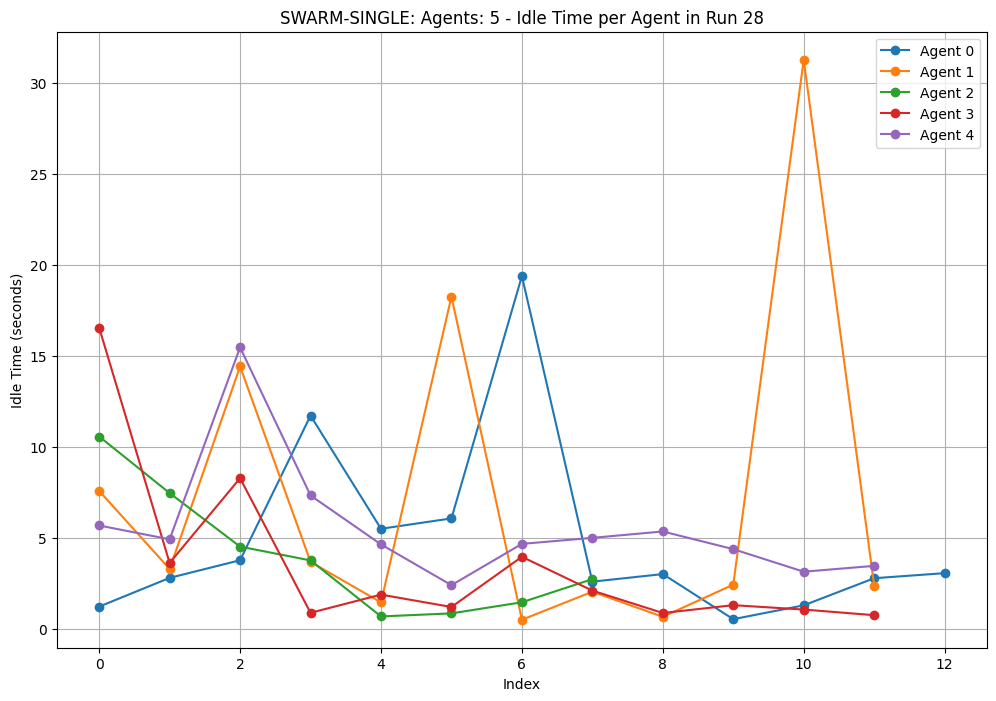 SWARM-SINGLE: Agents: 5 - Idle Time per Agent in Run 28
Agent 0
Agent 1
Agent 2
Agent 3
Agent 4
Idle Time (seconds)
30
25
20
15
10
5
0
0 2 4 6 8 10 12
Index